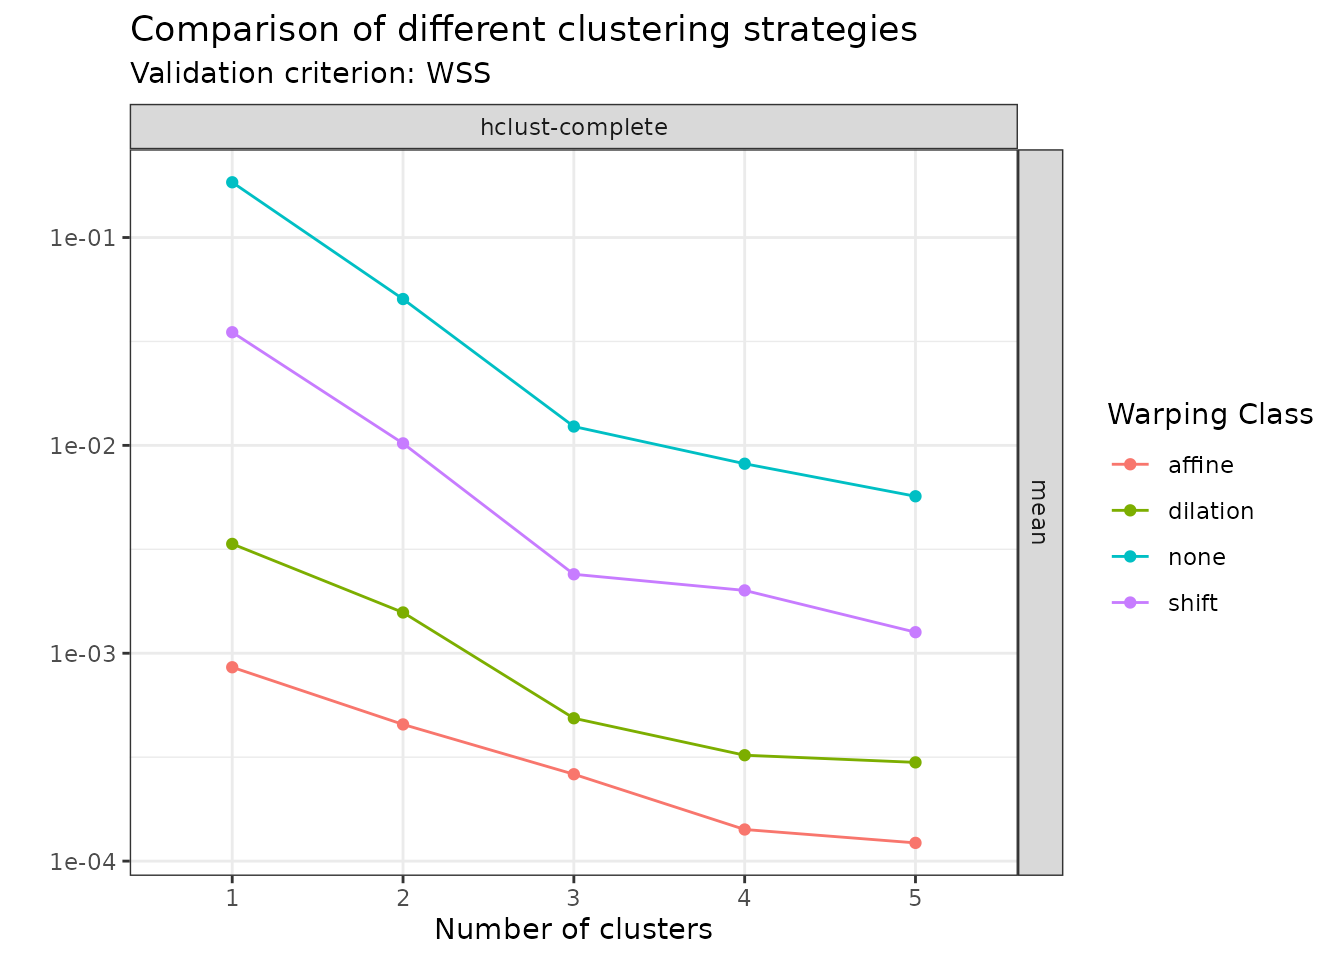 Comparison of different clustering strategies
Validation criterion: WSS
hclust-complete
mean
1e-01
1e-02
1e-03
1e-04
1 2 3 4 5
Number of clusters
Warping Class
affine
dilation
none
shift